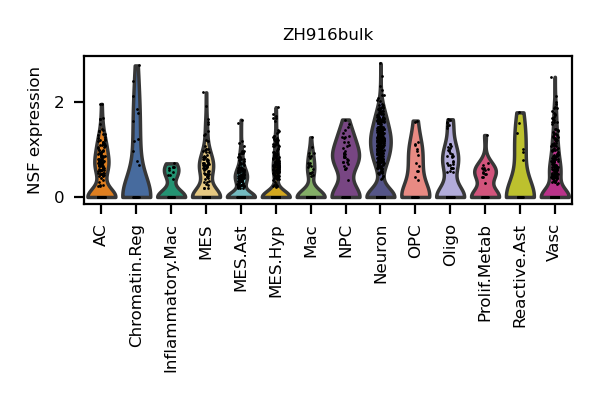 ZH916bulk
NSF expression
2
0
AC
Chromatin.Reg
Inflammatory.Mac
MES
MES.Ast
MES.Hyp
Mac
NPC
Neuron
OPC
Oligo
Prolif.Metab
Reactive.Ast
Vasc